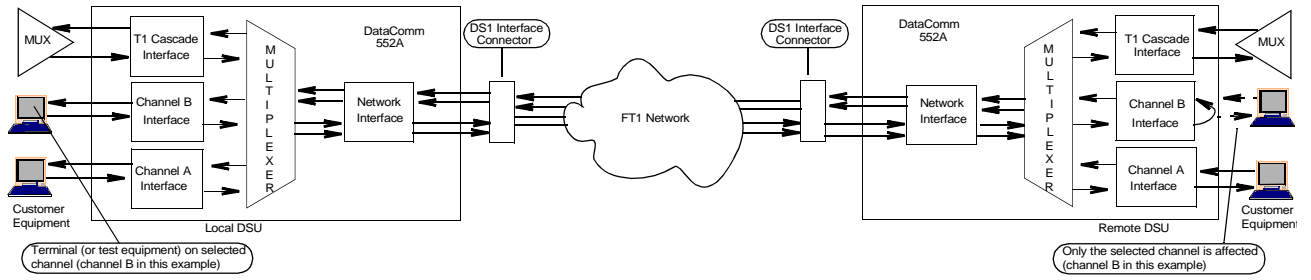 MUX
T1 Cascade
Interface
Channel B
Interface
Channel A
Interface
MULTIPLEXER
DataComm
552A
Network
Interface
DS1 Interface
Connector
Customer
Equipment
Local DSU
Terminal (or test equipment) on selected
channel (channel B in this example)
FT1 Network
DS1 Interface
Connector
DataComm
552A
Network
Interface
MULTIPLEXER
T1 Cascade
Interface
Channel B
Interface
Channel A
Interface
MUX
Customer
Equipment
Remote DSU
Only the selected channel is affected
(channel B in this example)